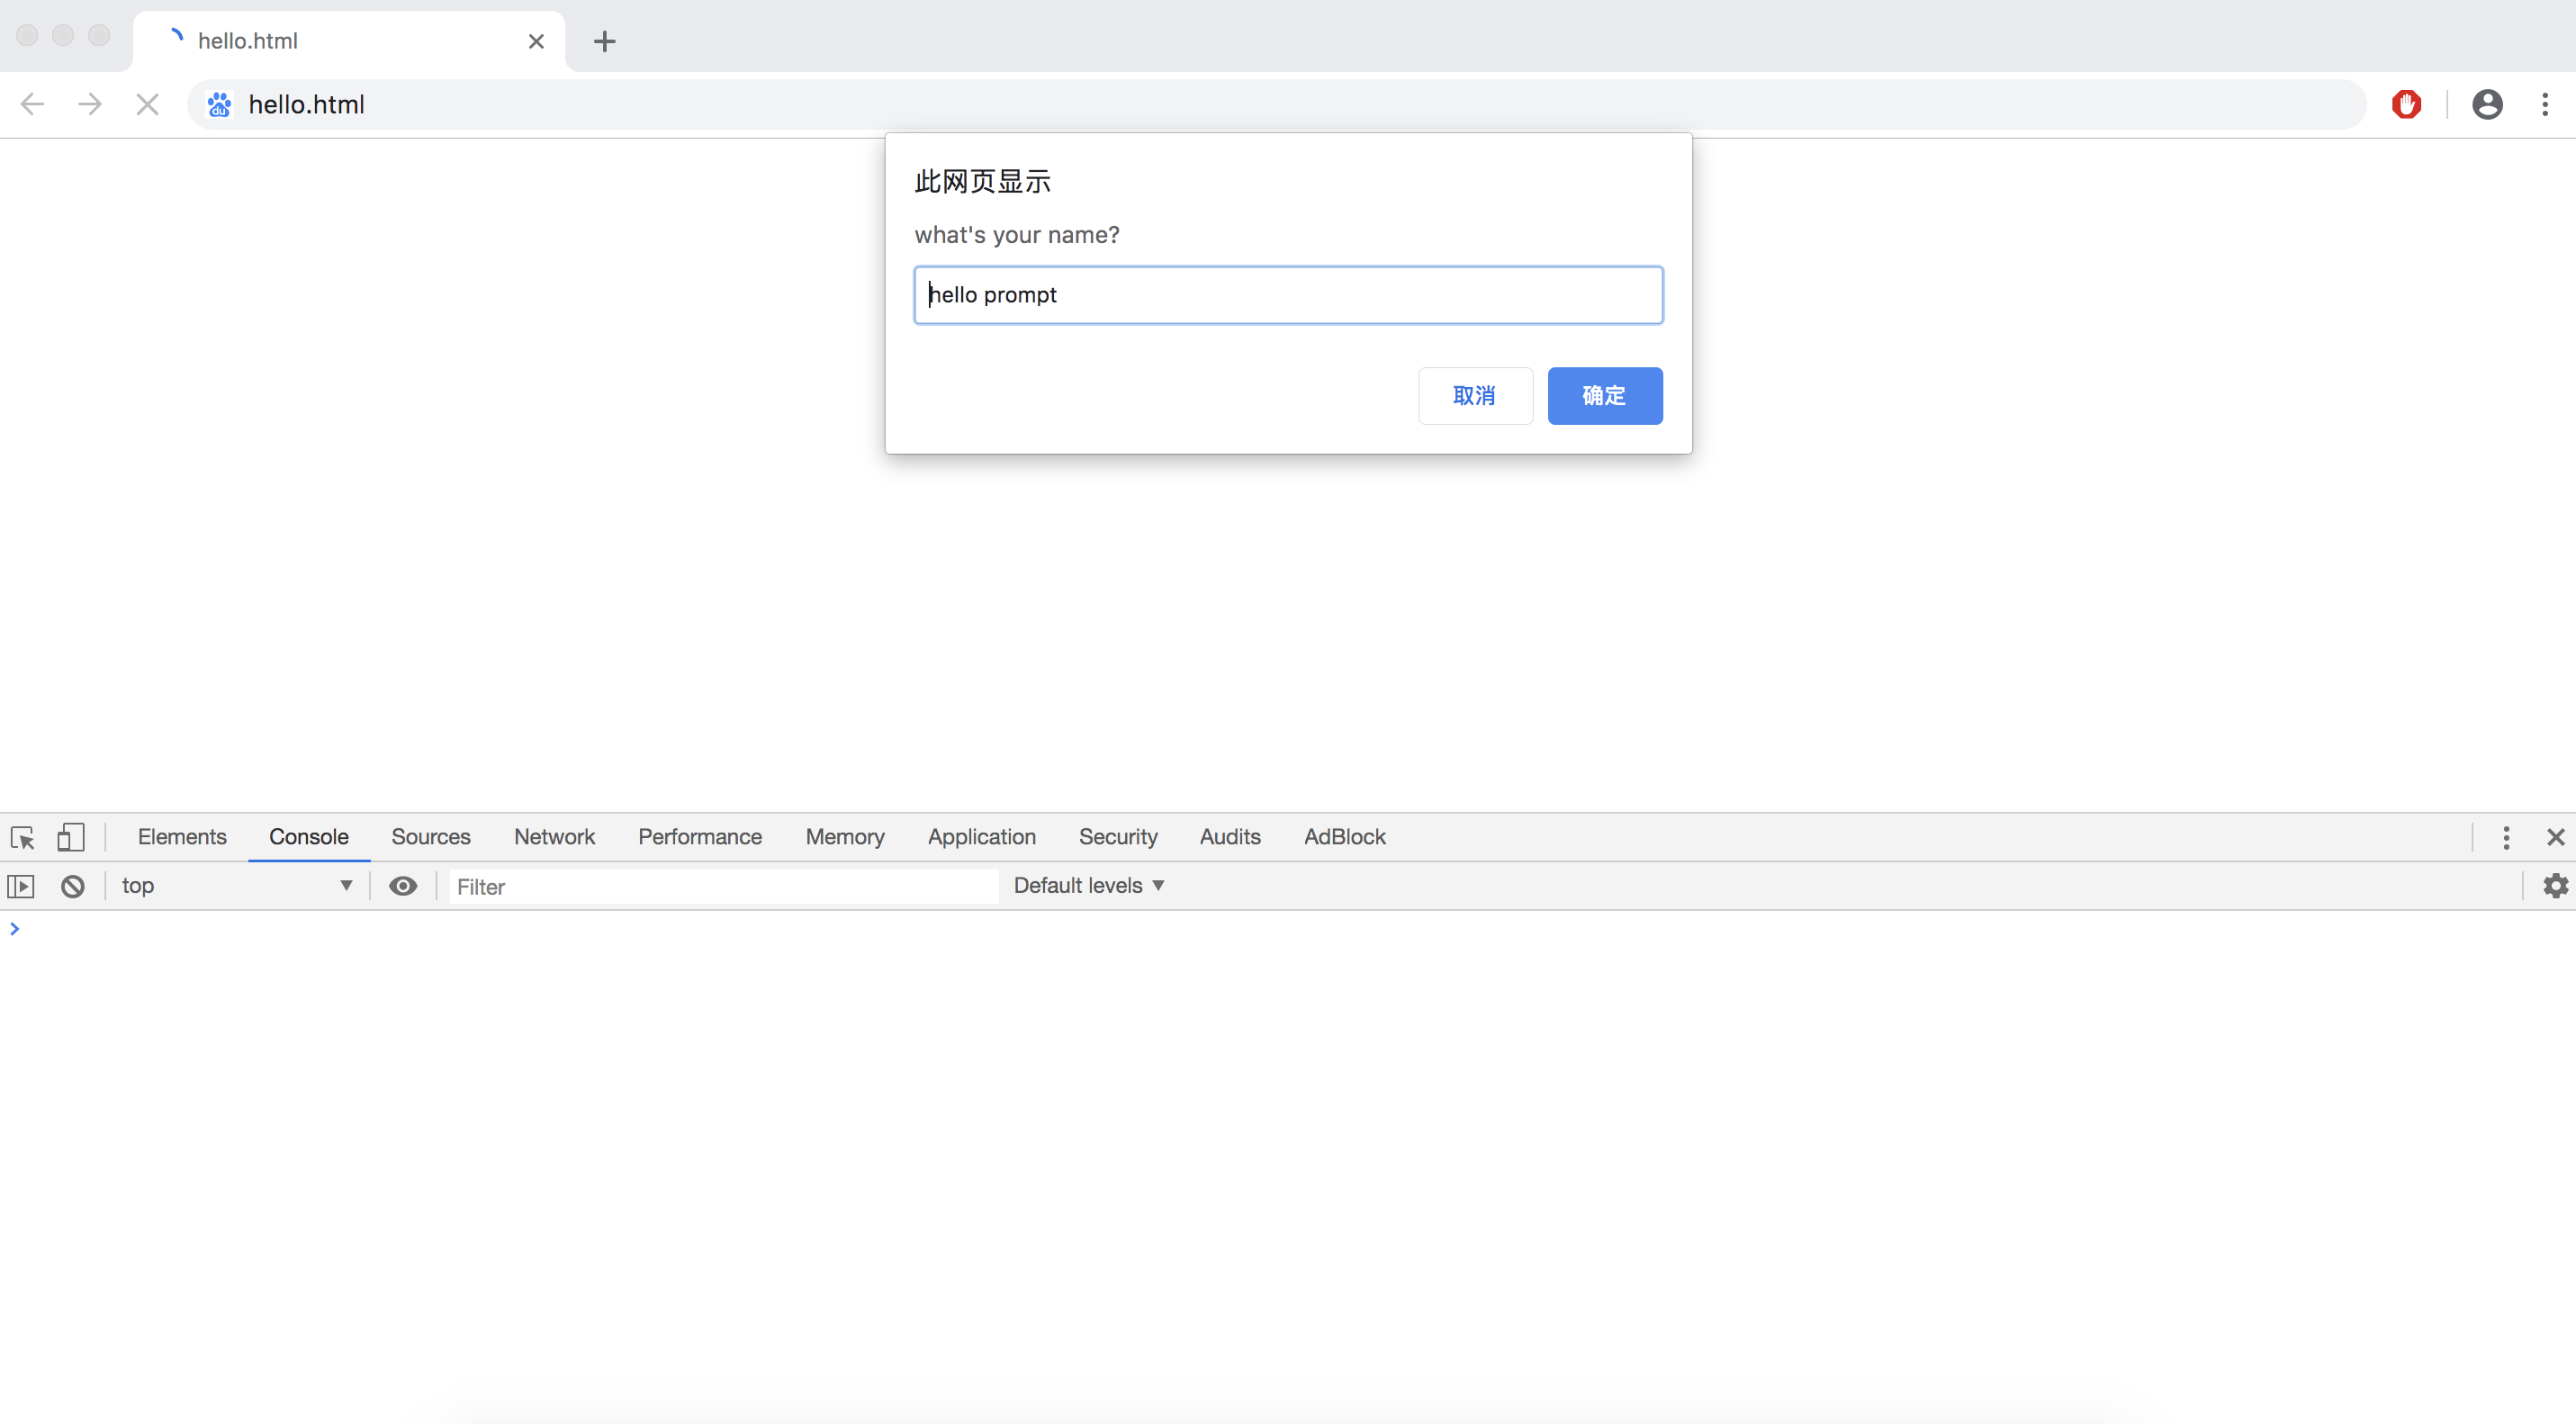 hello.html
du hello.html
此网页显示
what's your name?
hello prompt
取消 确定
Elements Console Sources Network Performance Memory Application Security Audits AdBlock
top ▼ Filter Default levels ▼
>